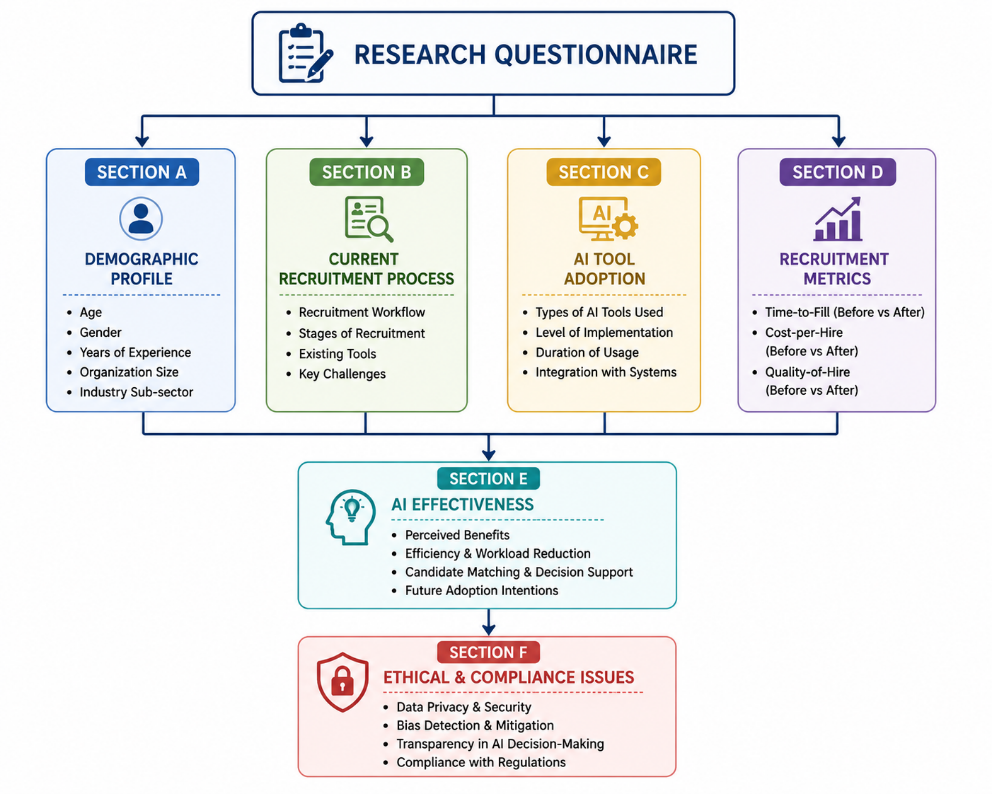 RESEARCH QUESTIONNAIRE
SECTION A
DEMOGRAPHIC
PROFILE
• Age
• Gender
• Years of Experience
• Organization Size
• Industry Sub-sector
SECTION B
CURRENT
RECRUITMENT PROCESS
• Recruitment Workflow
• Stages of Recruitment
• Existing Tools
• Key Challenges
SECTION C
AI
AI TOOL
ADOPTION
• Types of AI Tools Used
• Level of Implementation
• Duration of Usage
• Integration with Systems
SECTION D
RECRUITMENT
METRICS
• Time-to-Fill (Before vs After)
• Cost-per-Hire
(Before vs After)
• Quality-of-Hire
(Before vs After)
SECTION E
AI EFFECTIVENESS
• Perceived Benefits
• Efficiency & Workload Reduction
• Candidate Matching & Decision Support
• Future Adoption Intentions
SECTION F
ETHICAL & COMPLIANCE ISSUES
• Data Privacy & Security
• Bias Detection & Mitigation
• Transparency in AI Decision-Making
• Compliance with Regulations